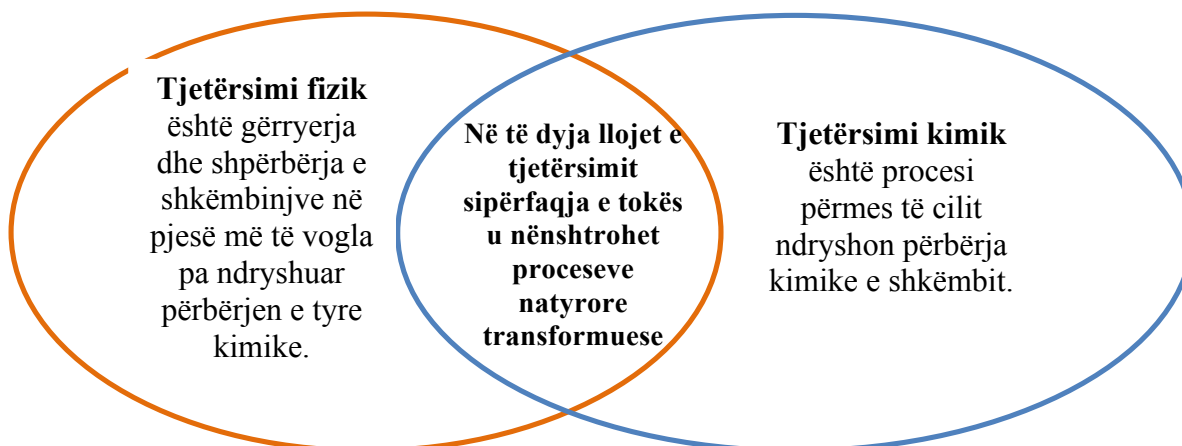 Tjetërsimi fizik
është gërryerja
dhe shpërbërja e
shkëmbinjve në
pjesë më të vogla
pa ndryshuar
përbërjen e tyre
kimike.
Në të dyja llojet e
tjetërsimit
sipërfaqja e tokës
u nënshtrohet
proceseve
natyrore
transformuese
Tjetërsimi kimik
është procesi
përmes të cilit
ndryshon përbërja
kimike e shkëmbit.